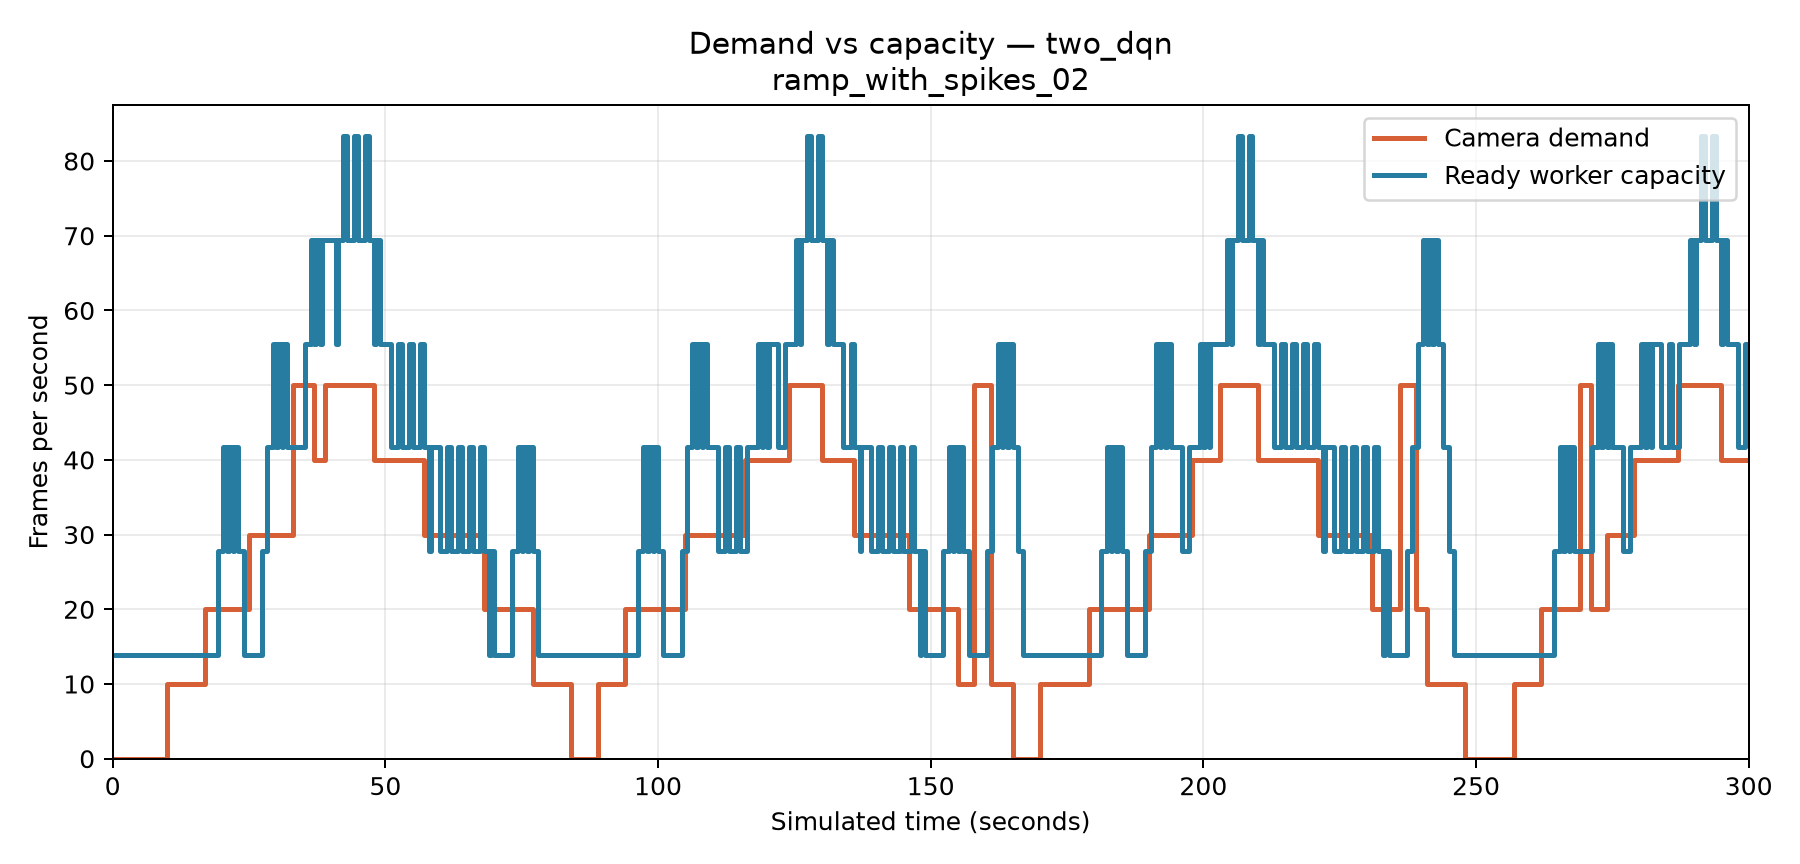 Demand vs capacity — two_dqn
ramp_with_spikes_02
Camera demand
Ready worker capacity
Frames per second
80
70
60
50
40
30
20
10
0
0 50 100 150 200 250 300
Simulated time (seconds)